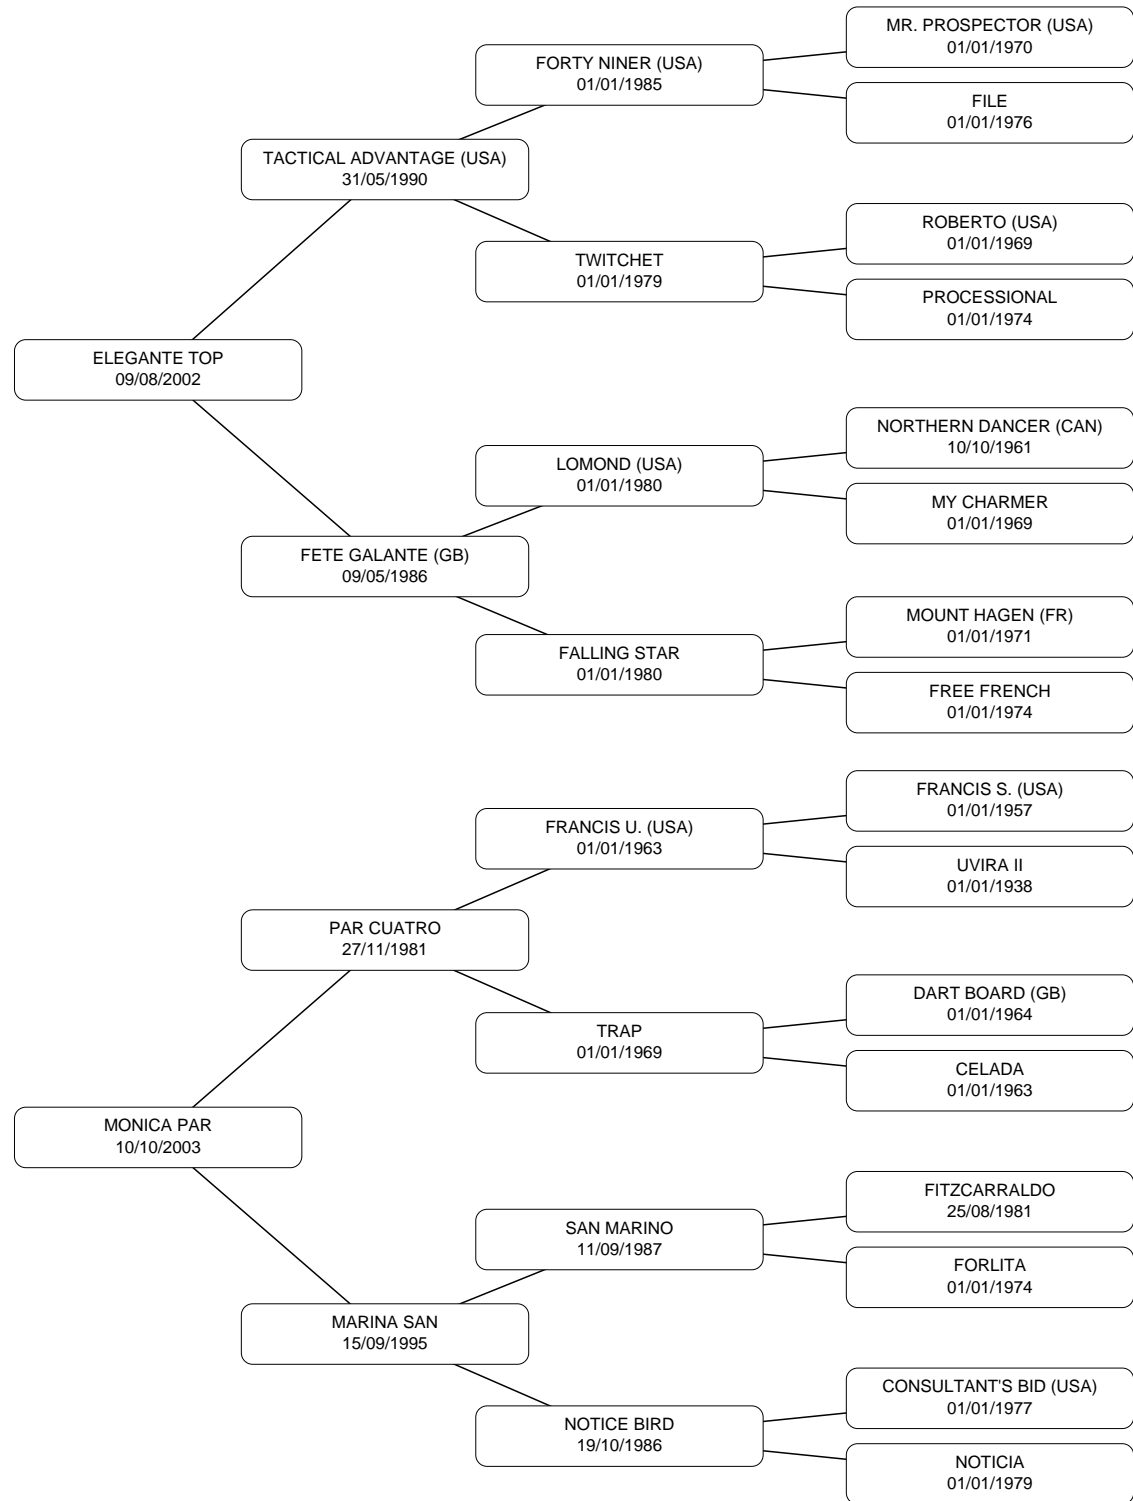 MR. PROSPECTOR (USA)
01/01/1970
FORTY NINER (USA)
01/01/1985
FILE
01/01/1976
TACTICAL ADVANTAGE (USA)
31/05/1990
ROBERTO (USA)
01/01/1969
TWITCHET
01/01/1979
PROCESSIONAL
01/01/1974
ELEGANTE TOP
09/08/2002
NORTHERN DANCER (CAN)
10/10/1961
LOMOND (USA)
01/01/1980
MY CHARMER
01/01/1969
FETE GALANTE (GB)
09/05/1986
MOUNT HAGEN (FR)
01/01/1971
FALLING STAR
01/01/1980
FREE FRENCH
01/01/1974
FRANCIS S. (USA)
01/01/1957
FRANCIS U. (USA)
01/01/1963
UVIRA II
01/01/1938
PAR CUATRO
27/11/1981
DART BOARD (GB)
01/01/1964
TRAP
01/01/1969
CELADA
01/01/1963
MONICA PAR
10/10/2003
FITZCARRALDO
25/08/1981
SAN MARINO
11/09/1987
FORLITA
01/01/1974
MARINA SAN
15/09/1995
CONSULTANT'S BID (USA)
01/01/1977
NOTICE BIRD
19/10/1986
NOTICIA
01/01/1979